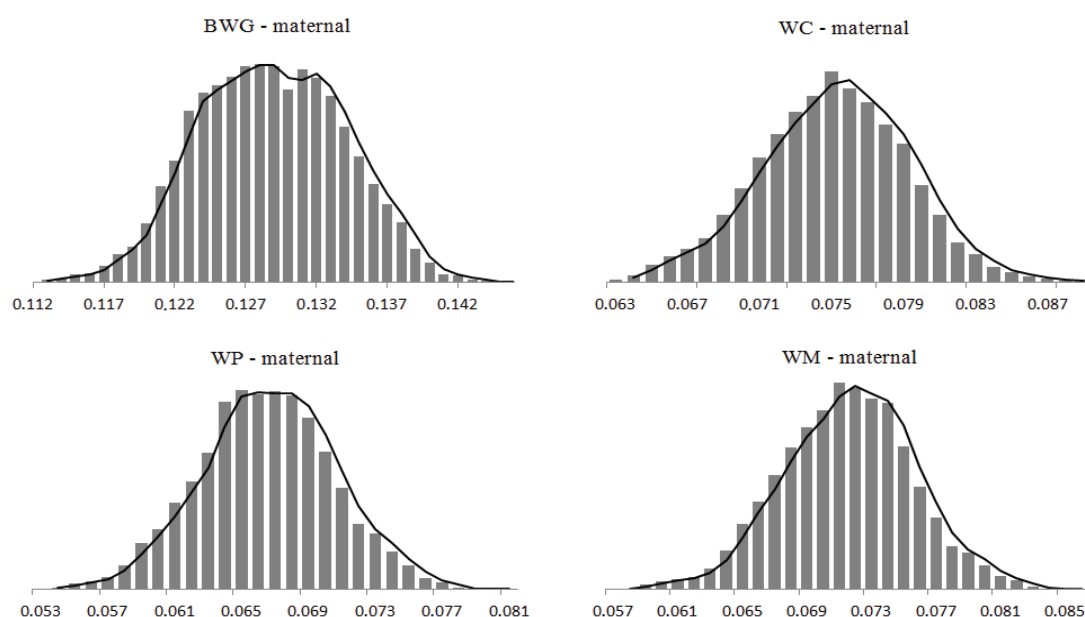 BWG - maternal
0.112 0.117 0.122 0.127 0.132 0.137 0.142
WC - maternal
0.063 0.067 0.071 0.075 0.079 0.083 0.087
WP - maternal
0.053 0.057 0.061 0.065 0.069 0.073 0.077 0.081
WM - maternal
0.057 0.061 0.065 0.069 0.073 0.077 0.081 0.085